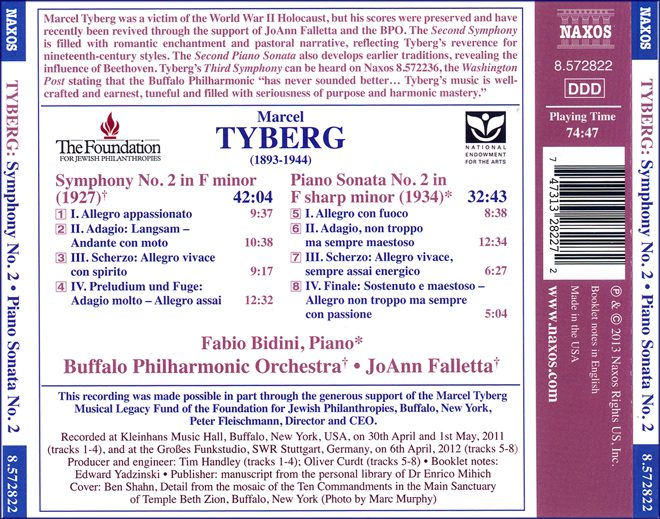 NAXOS
TYBERG: Symphony No. 2 • Piano Sonata No. 2
8.572822
Marcel Tyberg was a victim of the World War II Holocaust, but his scores were preserved and have
recently been revived through the support of JoAnn Falletta and the BPO. The Second Symphony
is filled with romantic enchantment and pastoral narrative, reflecting Tyberg's reverence for
nineteenth-century styles. The Second Piano Sonata also develops earlier traditions, revealing the
influence of Beethoven. Tyberg's Third Symphony can be heard on Naxos 8.572236, the Washington
Post stating that the Buffalo Philharmonic "has never sounded better… Tyberg's music is well-
crafted and earnest, tuneful and filled with seriousness of purpose and harmonic mastery."
The Foundation
FOR JEWISH PHILANTHROPIES
Marcel
TYBERG
(1893-1944)
NATIONAL
ENDOWMENT
FOR THE ARTS
Symphony No. 2 in F minor
(1927)† 42:04
1 I. Allegro appassionato 9:37
2 II. Adagio: Langsam –
Andante con moto 10:38
3 III. Scherzo: Allegro vivace
con spirito 9:17
4 IV. Preludium und Fuge:
Adagio molto – Allegro assai 12:32
Piano Sonata No. 2 in
F sharp minor (1934)* 32:43
5 I. Allegro con fuoco 8:38
6 II. Adagio, non troppo
ma sempre maestoso 12:34
7 III. Scherzo: Allegro vivace,
sempre assai energico 6:27
8 IV. Finale: Sostenuto e maestoso –
Allegro non troppo ma sempre
con passione 5:04
Fabio Bidini, Piano*
Buffalo Philharmonic Orchestra† • JoAnn Falletta†
This recording was made possible in part through the generous support of the Marcel Tyberg
Musical Legacy Fund of the Foundation for Jewish Philanthropies, Buffalo, New York,
Peter Fleischmann, Director and CEO.
Recorded at Kleinhans Music Hall, Buffalo, New York, USA, on 30th April and 1st May, 2011
(tracks 1-4), and at the Großes Funkstudio, SWR Stuttgart, Germany, on 6th April, 2012 (tracks 5-8)
Producer and engineer: Tim Handley (tracks 1-4); Oliver Curdt (tracks 5-8) • Booklet notes:
Edward Yadzinski • Publisher: manuscript from the personal library of Dr Enrico Mihich
Cover: Ben Shahn, Detail from the mosaic of the Ten Commandments in the Main Sanctuary
of Temple Beth Zion, Buffalo, New York (Photo by Marc Murphy)
NAXOS
8.572822
DDD
Playing Time
74:47
7 47313 28227 2
℗ & © 2013 Naxos Rights US, Inc.
Booklet notes in English
Made in the USA
www.naxos.com
NAXOS
TYBERG: Symphony No. 2 • Piano Sonata No. 2
8.572822